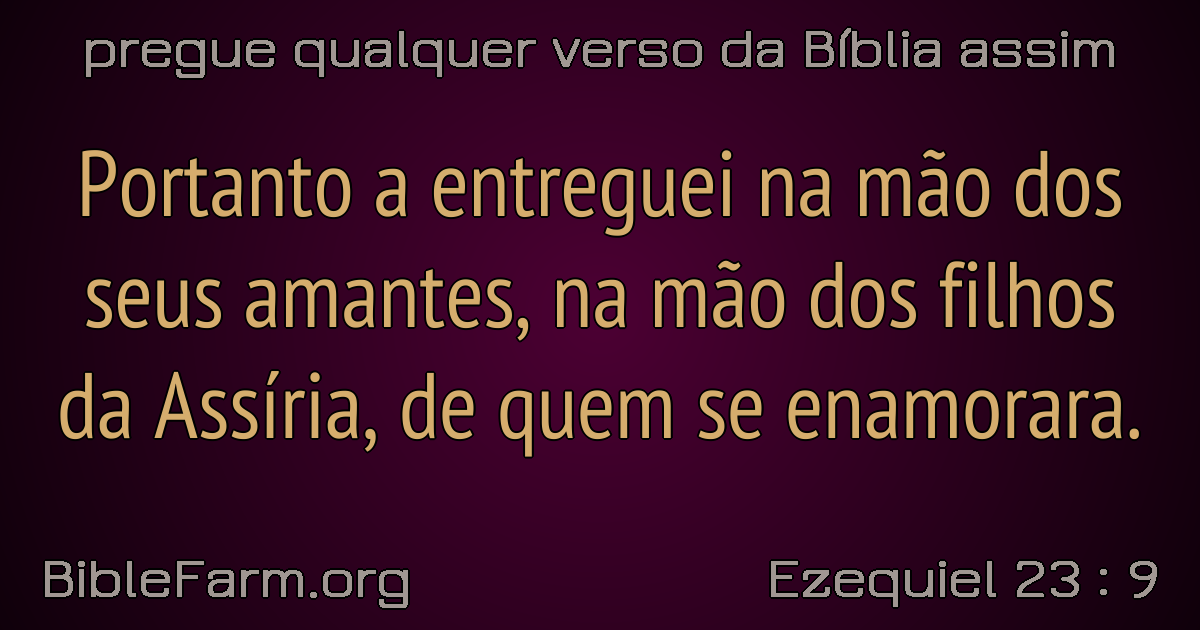 pregue qualquer verso da Bíblia assim
Portanto a entreguei na mão dos
seus amantes, na mão dos filhos
da Assíria, de quem se enamorara.
BibleFarm.org
Ezequiel 23 : 9